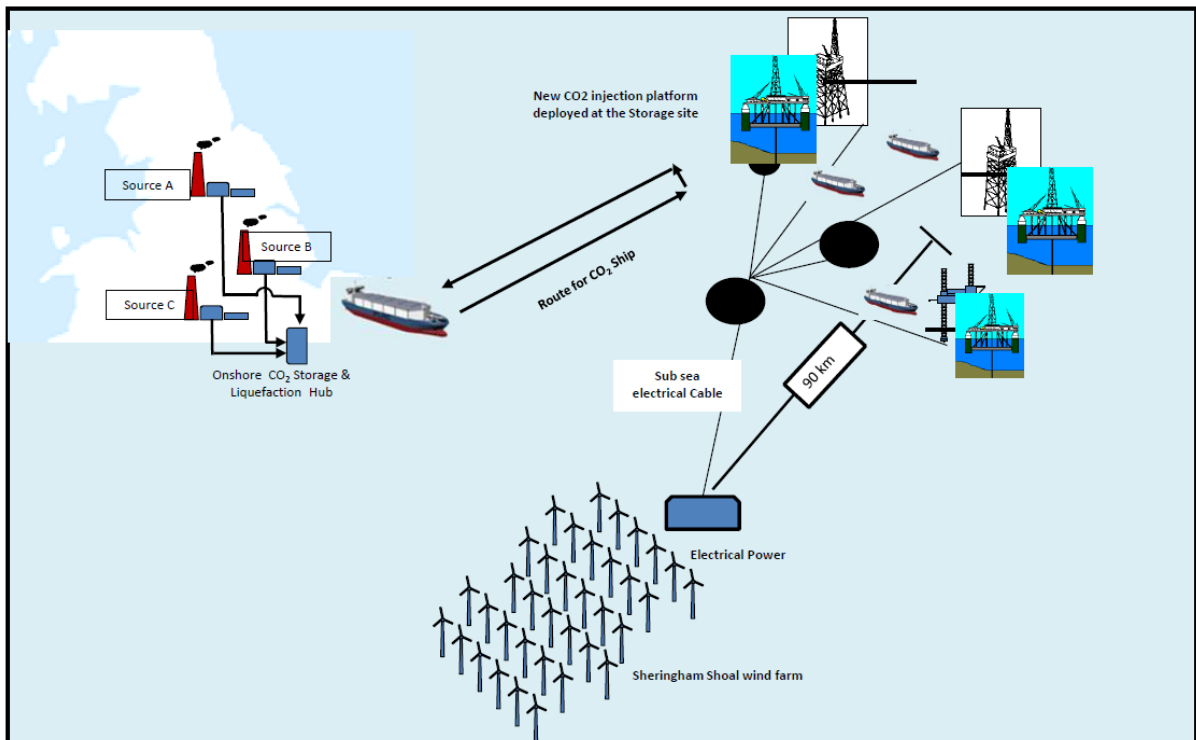 New CO2 injection platform
deployed at the Storage site
Source A
Source B
Source C
Route for CO₂ Ship
Onshore CO₂ Storage &
Liquefaction Hub
Sub sea
electrical Cable
90 km
Electrical Power
Sheringham Shoal wind farm